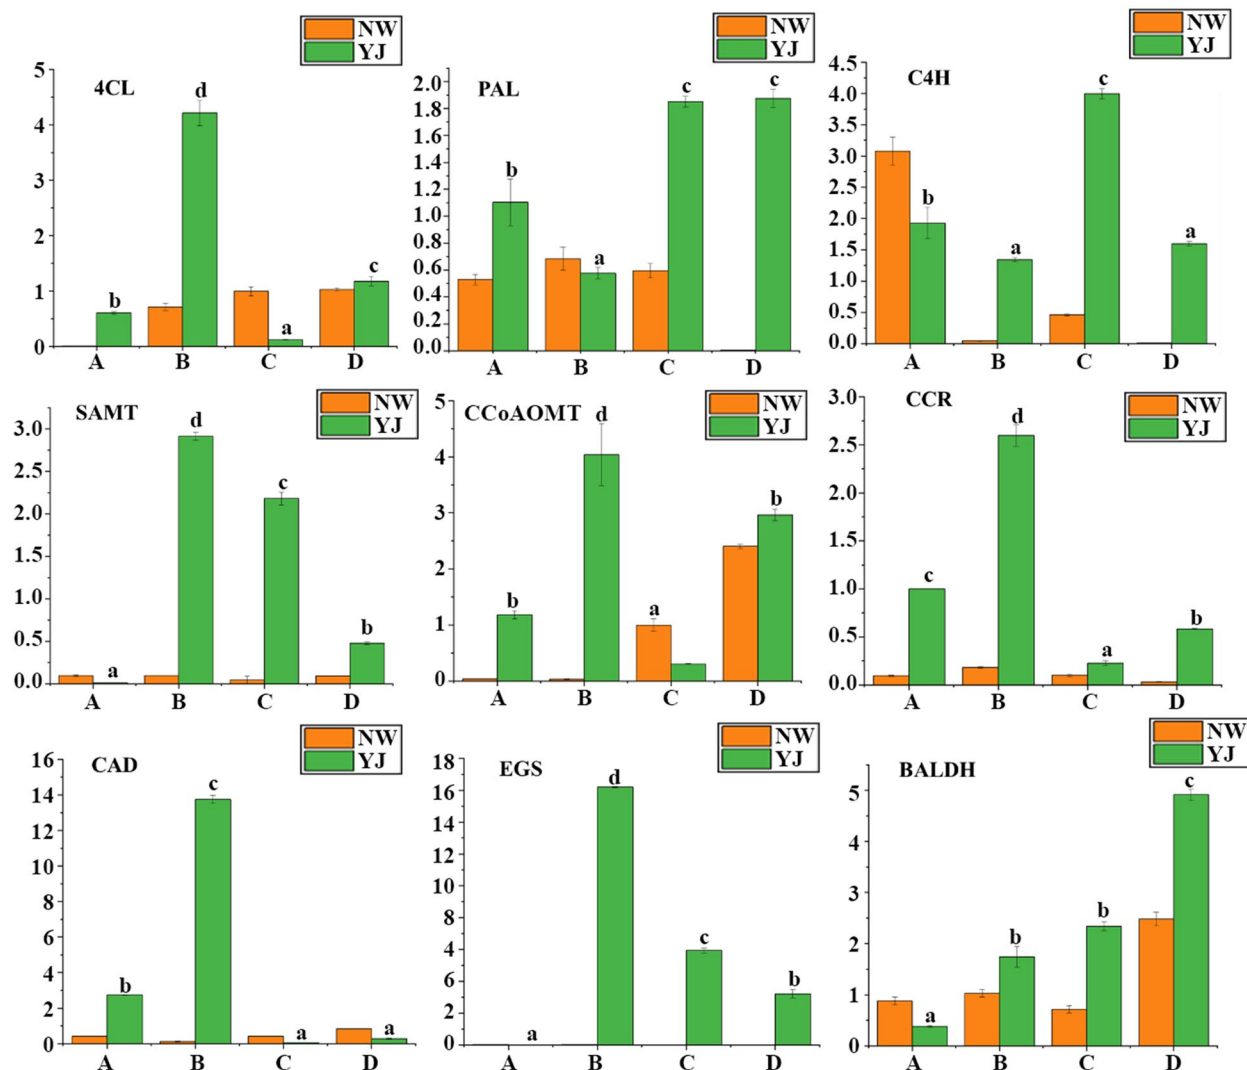 NW
YJ
4CL
5
4
3
2
1
0
b
d
a
c
A
B
C
D
NW
YJ
PAL
2.0
1.8
1.6
1.4
1.2
1.0
0.8
0.6
0.4
0.2
0.0
b
a
c
c
A
B
C
D
NW
YJ
C4H
4.5
4.0
3.5
3.0
2.5
2.0
1.5
1.0
0.5
0.0
b
a
c
a
A
B
C
D
NW
YJ
SAMT
3.0
2.5
2.0
1.5
1.0
0.5
0.0
a
d
c
b
A
B
C
D
NW
YJ
CCoAOMT
5
4
3
2
1
0
b
d
a
b
A
B
C
D
NW
YJ
CCR
3.0
2.5
2.0
1.5
1.0
0.5
0.0
c
d
a
b
A
B
C
D
NW
YJ
CAD
16
14
12
10
8
6
4
2
0
b
c
a
a
A
B
C
D
NW
YJ
EGS
18
16
18
16
14
12
8
6
2
0
a
d
c
b
A
B
C
D
NW
YJ
BALDH
5
4
3
2
1
0
a
b
b
c
A
B
C
D